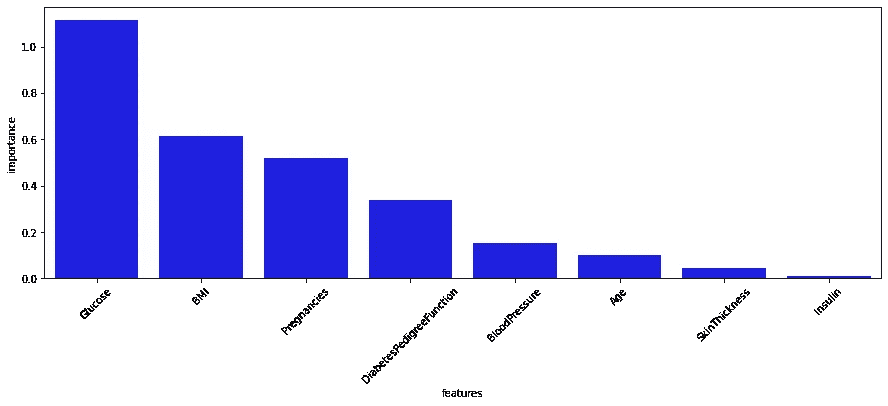 importance
1.0
0.8
0.6
0.4
0.2
0.0
Glucose
BMI
Pregnancies
DiabetesPedigreeFunction
BloodPressure
Age
SkinThickness
Insulin
features